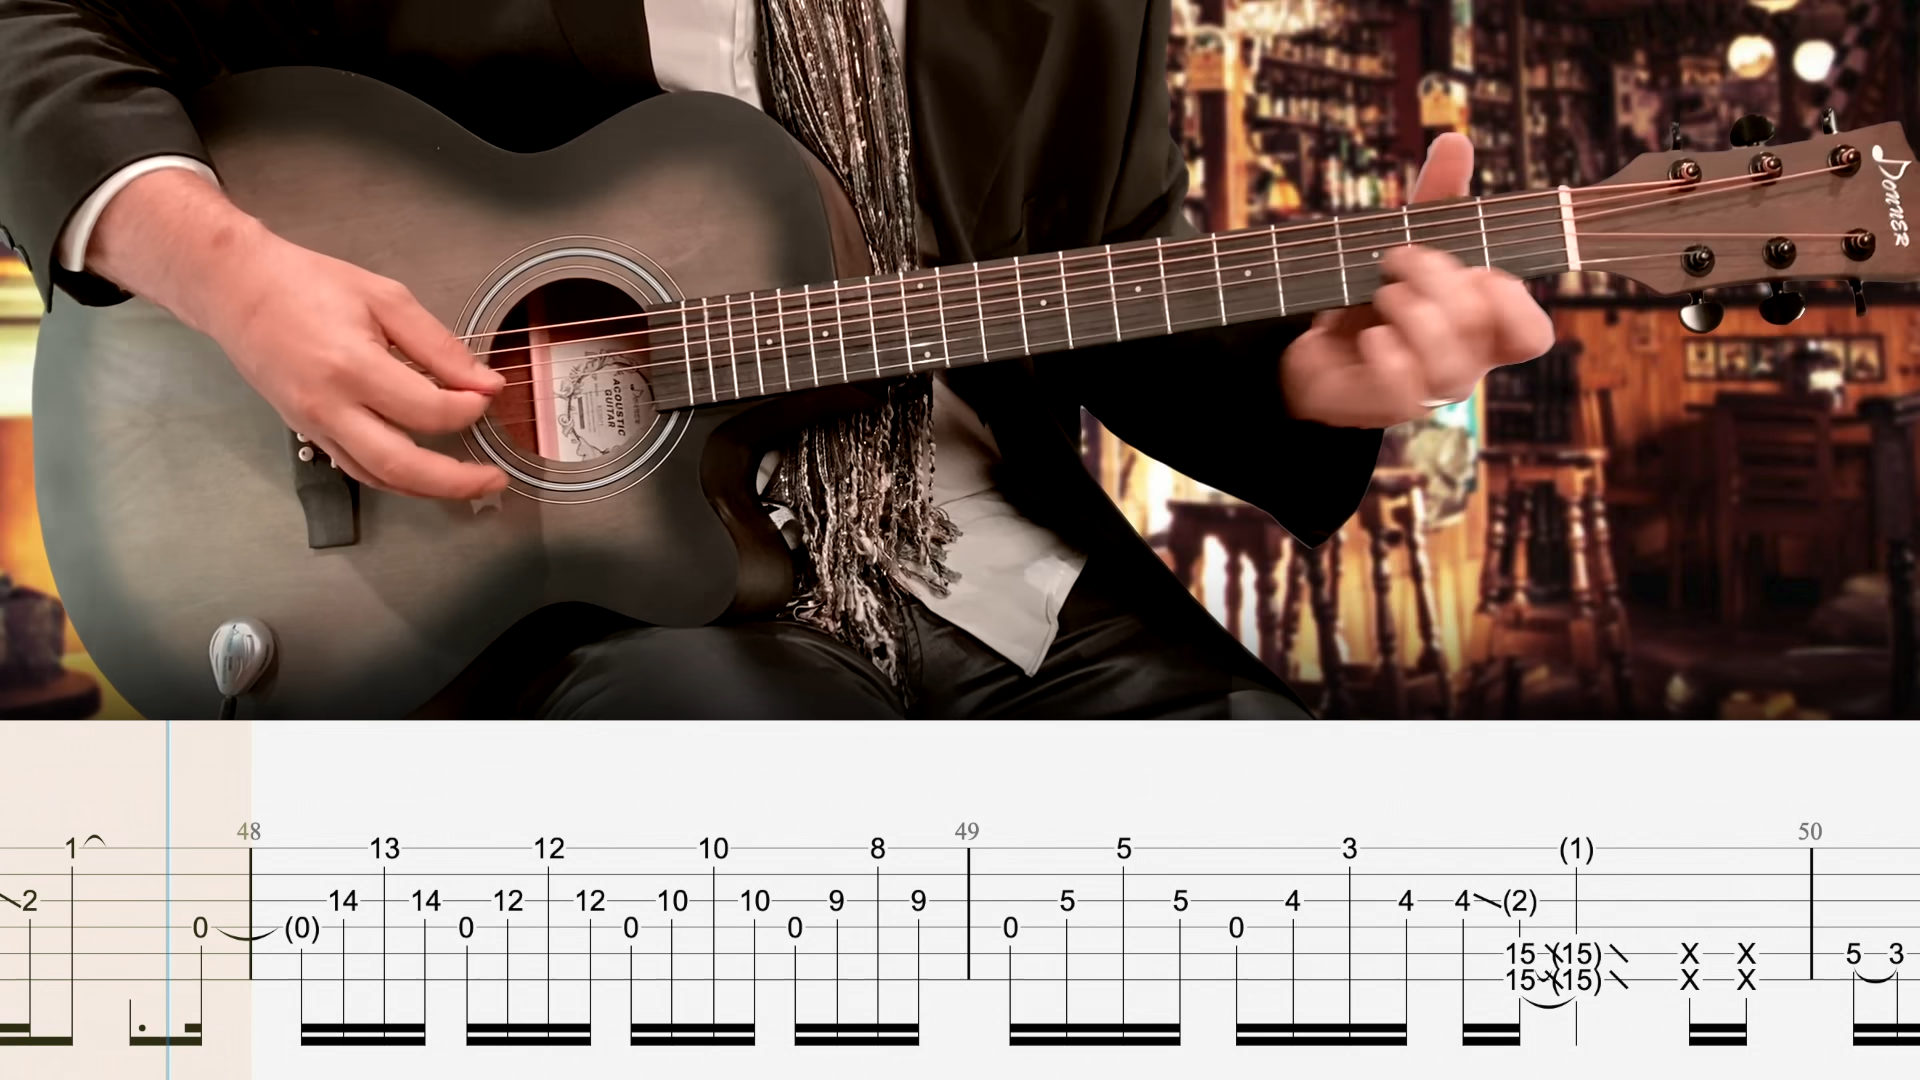 DONNER
DONNER
ACOUSTIC
GUITAR
48 49 50
1 13 12 10 8 5 3 (1)
2 14 14 12 12 10 10 9 9 5 5 4 4 4 (2)
0 (0) 0 0 0 0 0
15 (15) X X 5 3
15 (15) X X